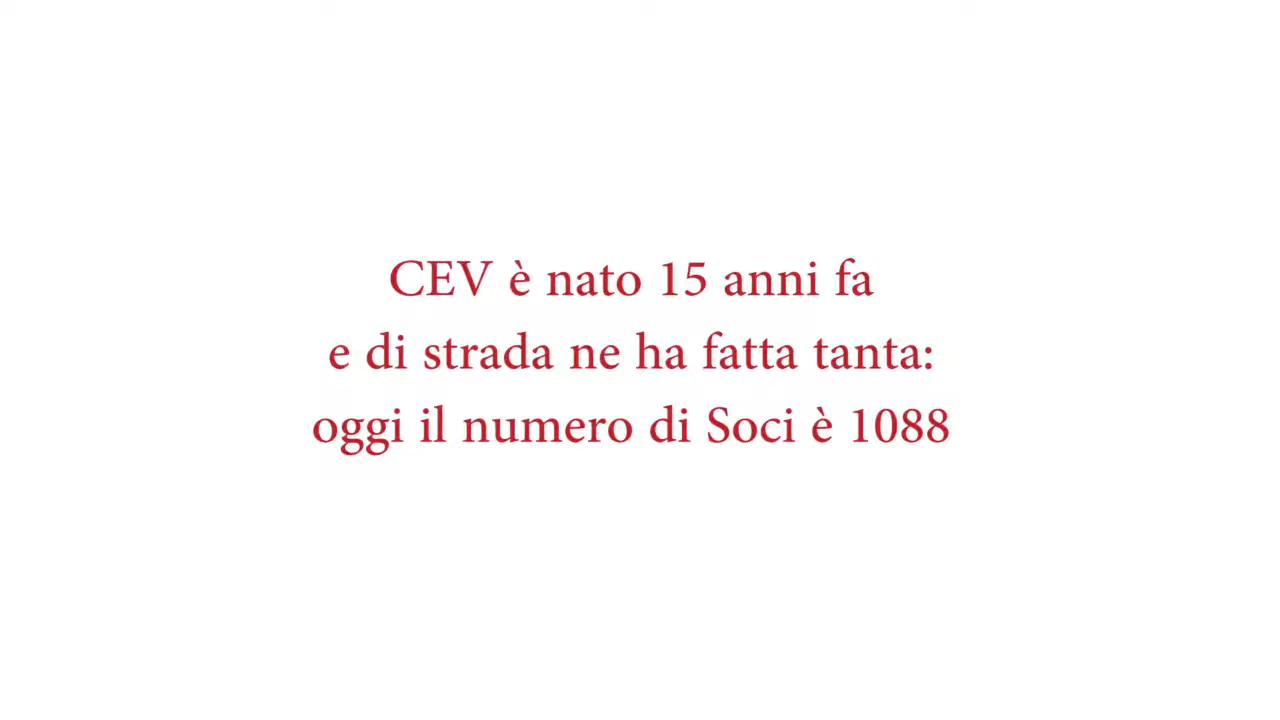 CEV è nato 15 anni fa
e di strada ne ha fatta tanta:
oggi il numero di Soci è 1088